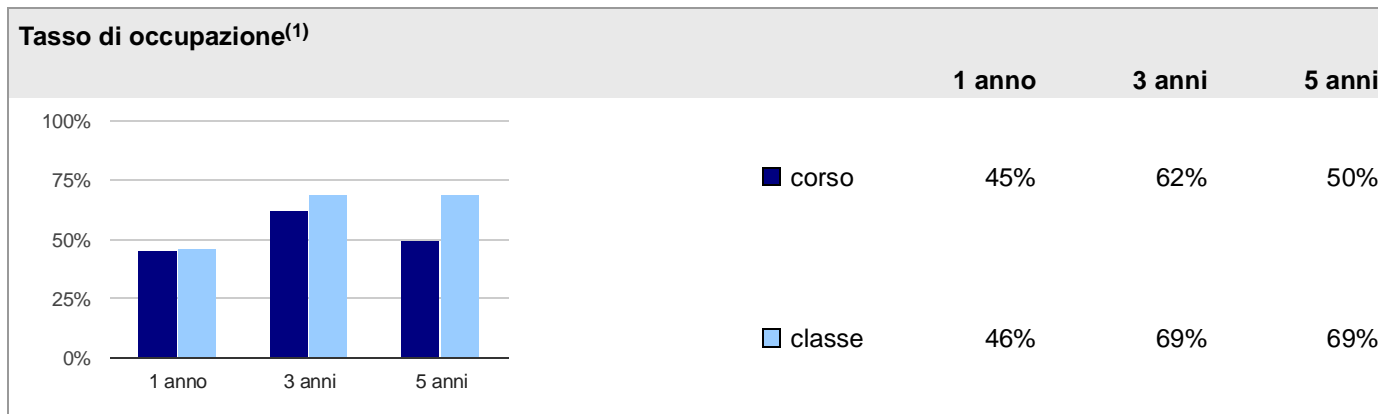 Tasso di occupazione(1)
1 anno 3 anni 5 anni
100%
75%
50%
25%
0%
1 anno 3 anni 5 anni
corso 45% 62% 50%
classe 46% 69% 69%